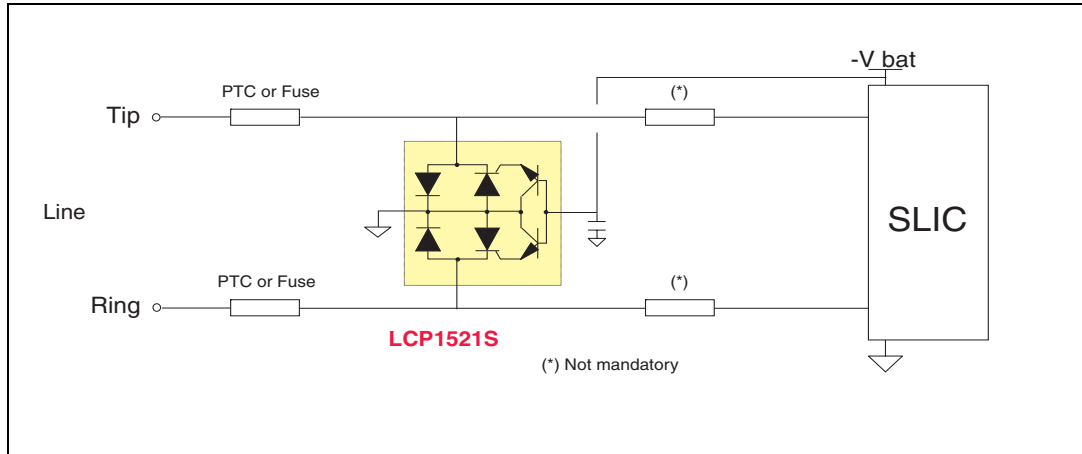 -V bat
PTC or Fuse
(*)
Tip
Line
SLIC
PTC or Fuse
(*)
Ring
LCP1521S
(*) Not mandatory